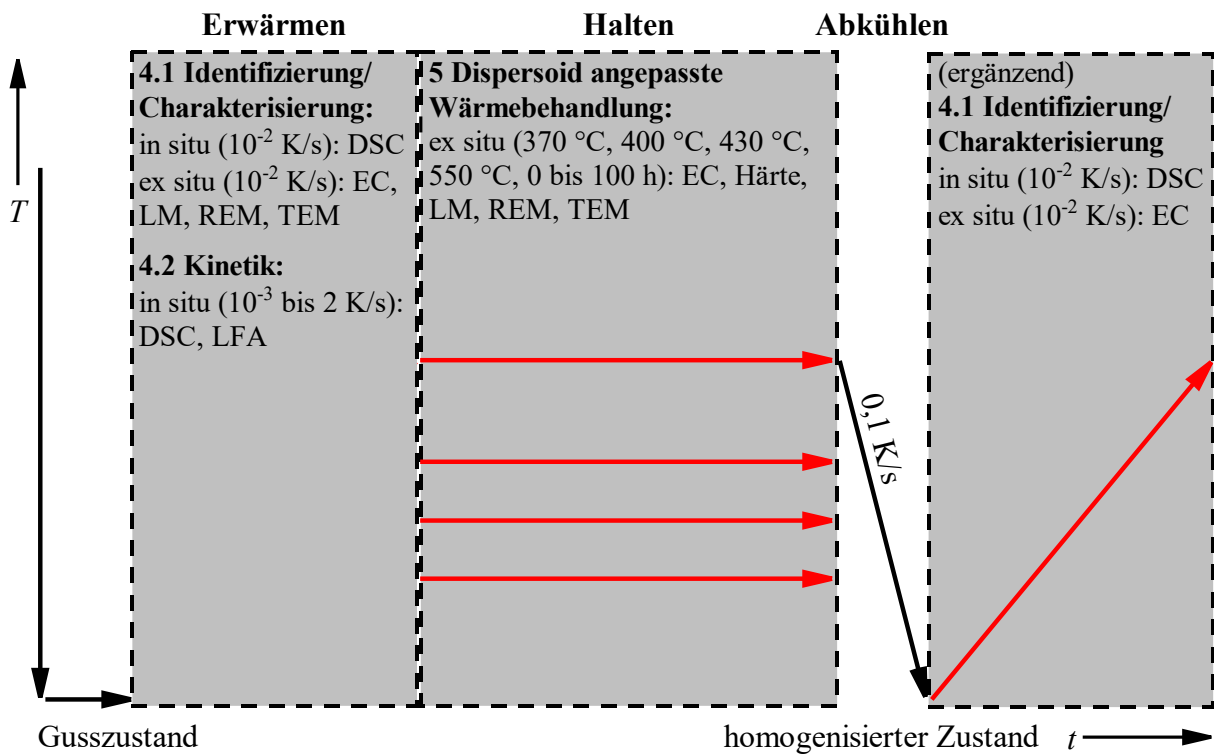 Erwärmen
Halten
Abkühlen
T
4.1 Identifizierung/
Charakterisierung:
in situ (10⁻² K/s): DSC
ex situ (10⁻² K/s): EC,
LM, REM, TEM
4.2 Kinetik:
in situ (10⁻³ bis 2 K/s):
DSC, LFA
5 Dispersoid angepasste
Wärmebehandlung:
ex situ (370 °C, 400 °C, 430 °C,
550 °C, 0 bis 100 h): EC, Härte,
LM, REM, TEM
0,1 K/s
(ergänzend)
4.1 Identifizierung/
Charakterisierung
in situ (10⁻² K/s): DSC
ex situ (10⁻² K/s): EC
Gusszustand
homogenisierter Zustand
t